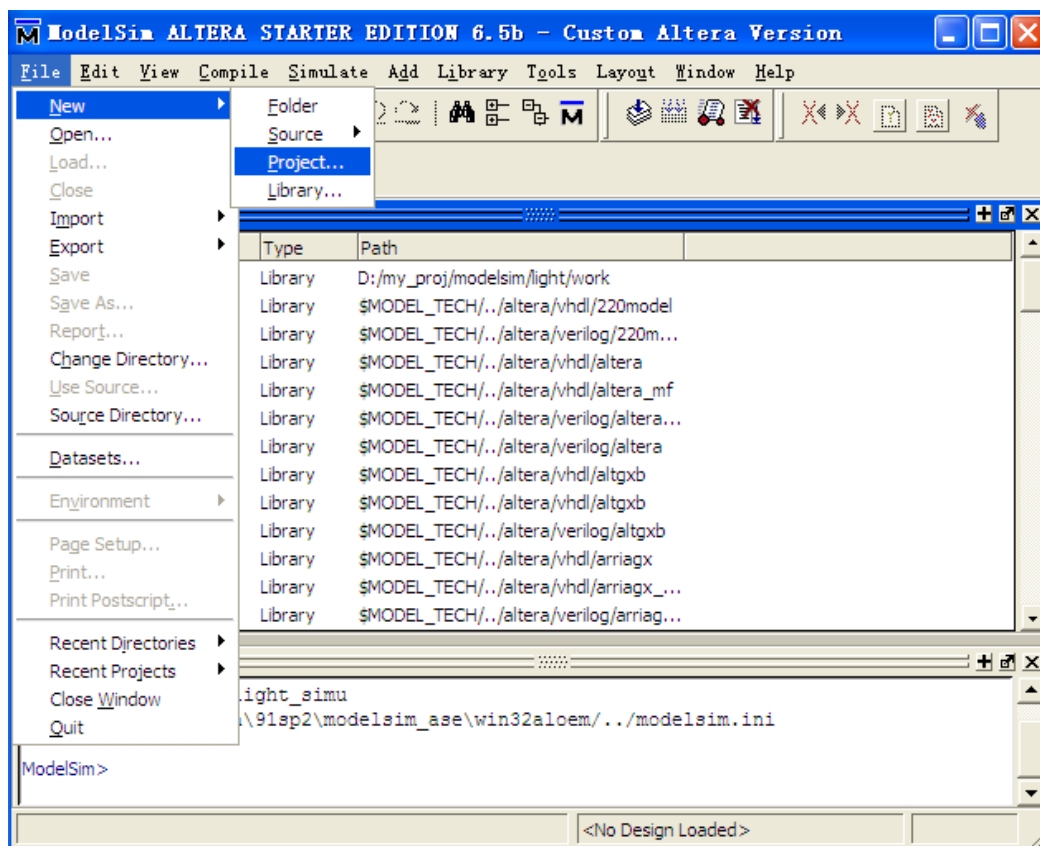 ModelSim ALTERA STARTER EDITION 6.5b - Custom Altera Version
File Edit View Compile Simulate Add Library Tools Layout Window Help
New
Open...
Load...
Close
Import
Export
Save
Save As...
Report...
Change Directory...
Use Source...
Source Directory...
Datasets...
Environment
Page Setup...
Print...
Print Postscript...
Recent Directories
Recent Projects
Close Window
Quit
Folder
Source
Project...
Library...
Type Path
Library D:/my_proj/modelsim/light/work
Library $MODEL_TECH/../altera/vhdl/220model
Library $MODEL_TECH/../altera/verilog/220m...
Library $MODEL_TECH/../altera/vhdl/altera
Library $MODEL_TECH/../altera/vhdl/altera_mf
Library $MODEL_TECH/../altera/verilog/altera...
Library $MODEL_TECH/../altera/verilog/altera
Library $MODEL_TECH/../altera/vhdl/altgxb
Library $MODEL_TECH/../altera/vhdl/altgxb
Library $MODEL_TECH/../altera/verilog/altgxb
Library $MODEL_TECH/../altera/vhdl/arriagx
Library $MODEL_TECH/../altera/vhdl/arriagx_...
Library $MODEL_TECH/../altera/verilog/arriag...
light_simu
\91sp2\modelsim_ase\win32aloem/../modelsim.ini
ModelSim>
<No Design Loaded>